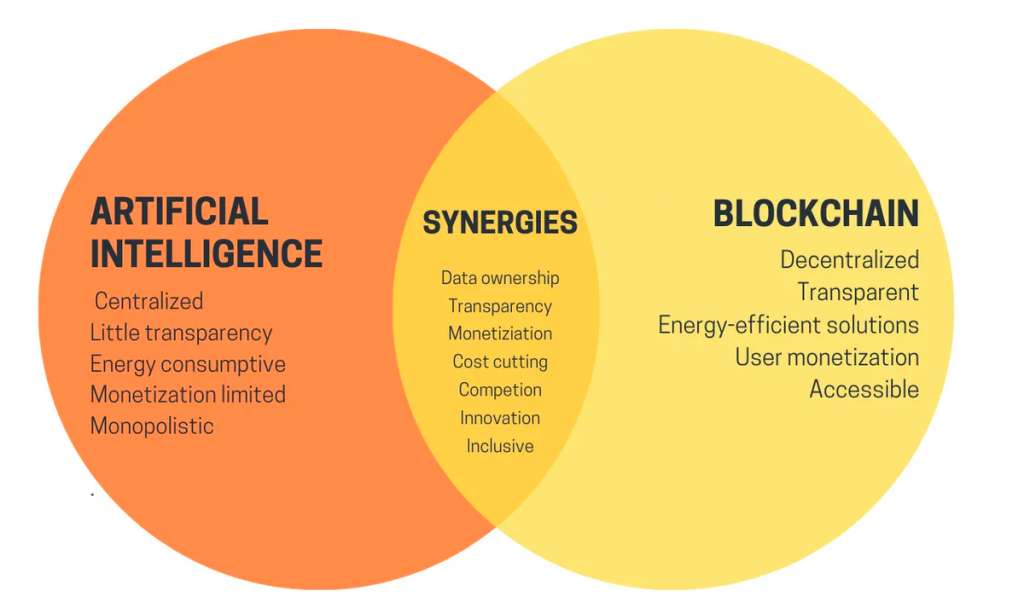 ARTIFICIAL
INTELLIGENCE
Centralized
Little transparency
Energy consumptive
Monetization limited
Monopolistic
.
SYNERGIES
Data ownership
Transparency
Monetiziation
Cost cutting
Competion
Innovation
Inclusive
BLOCKCHAIN
Decentralized
Transparent
Energy-efficient solutions
User monetization
Accessible